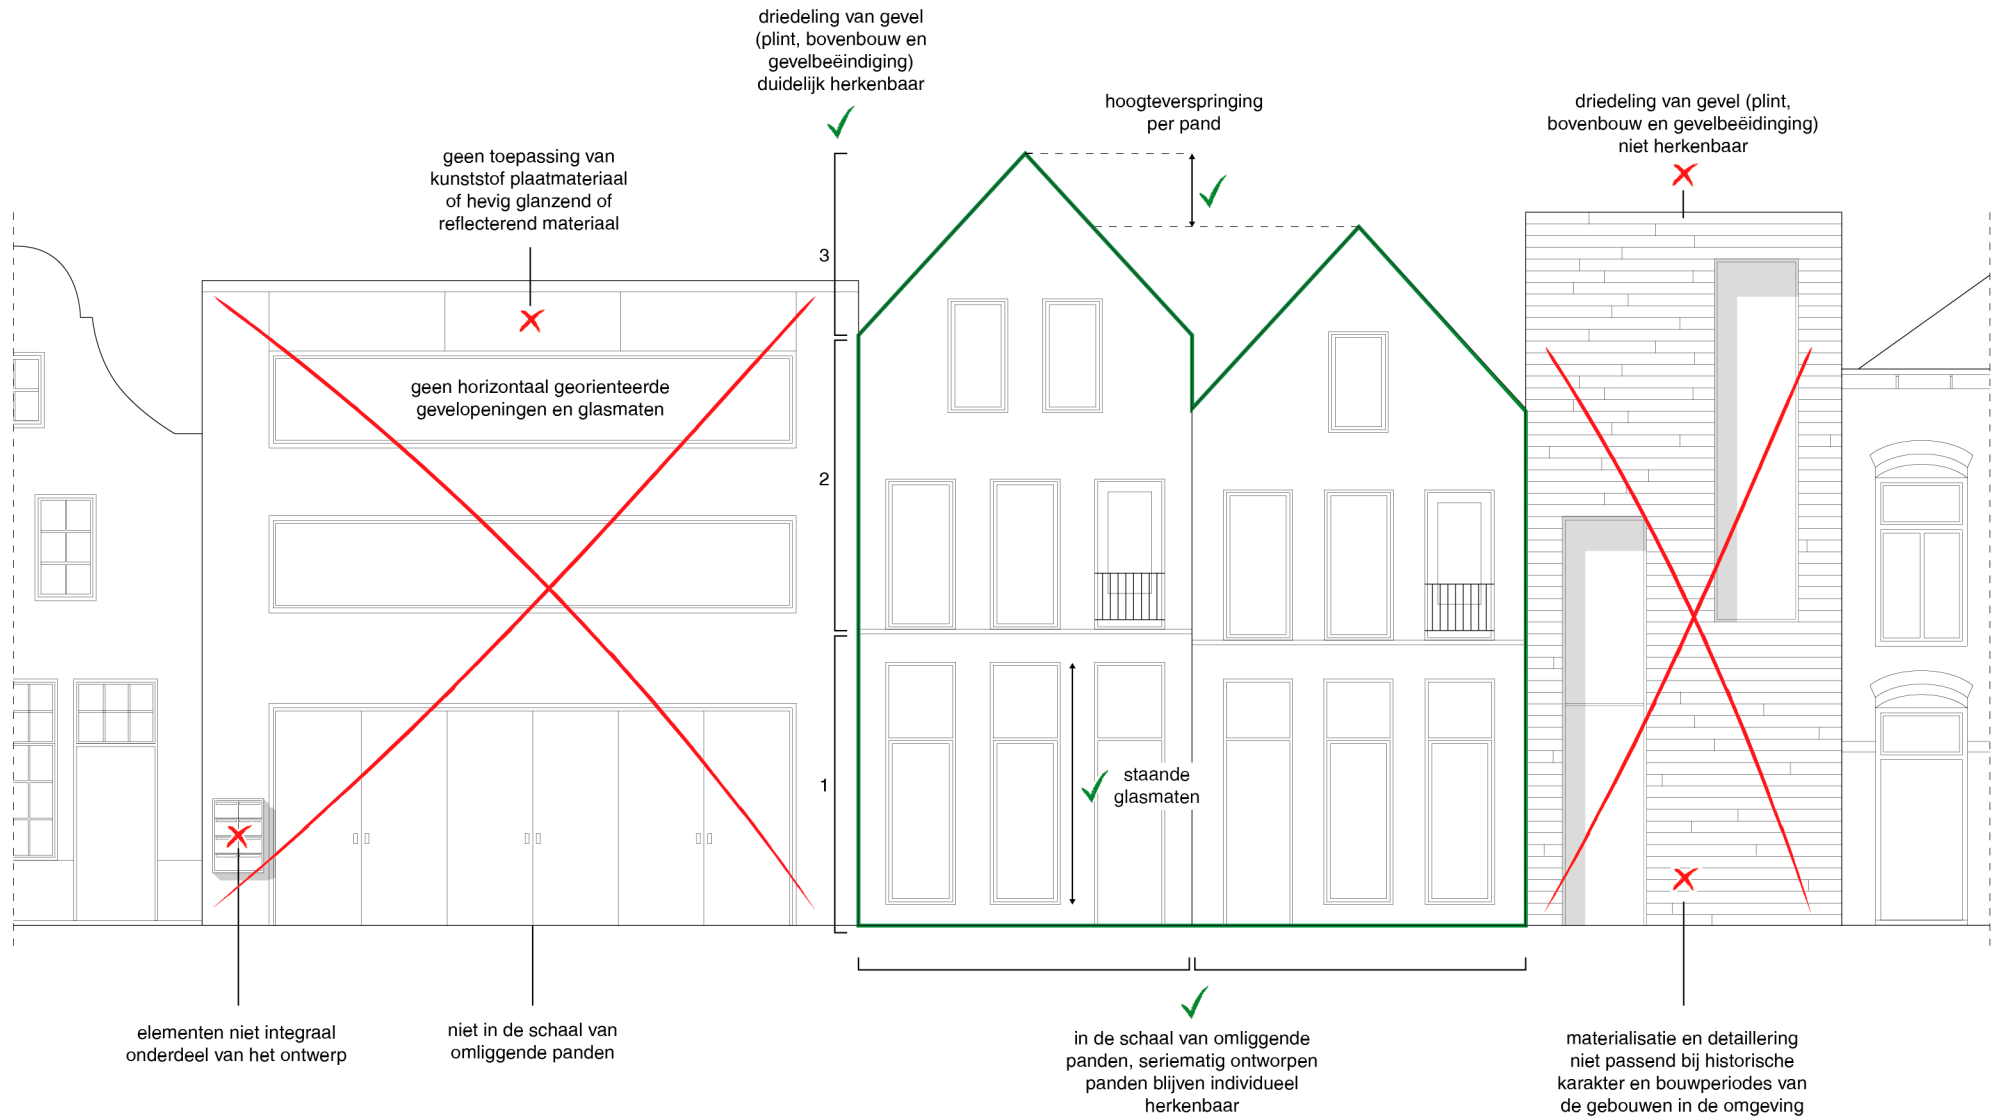 driedeling van gevel
(plint, bovenbouw en
gevelbeëindiging)
duidelijk herkenbaar
hoogteverspringing
per pand
driedeling van gevel (plint,
bovenbouw en gevelbeëidinging)
niet herkenbaar
geen toepassing van
kunststof plaatmateriaal
of hevig glanzend of
reflecterend materiaal
3
geen horizontaal georienteerde
gevelopeningen en glasmaten
2
1
staande
glasmaten
elementen niet integraal
onderdeel van het ontwerp
niet in de schaal van
omliggende panden
in de schaal van omliggende
panden, seriematig ontworpen
panden blijven individueel
herkenbaar
materialisatie en detaillering
niet passend bij historische
karakter en bouwperiodes van
de gebouwen in de omgeving